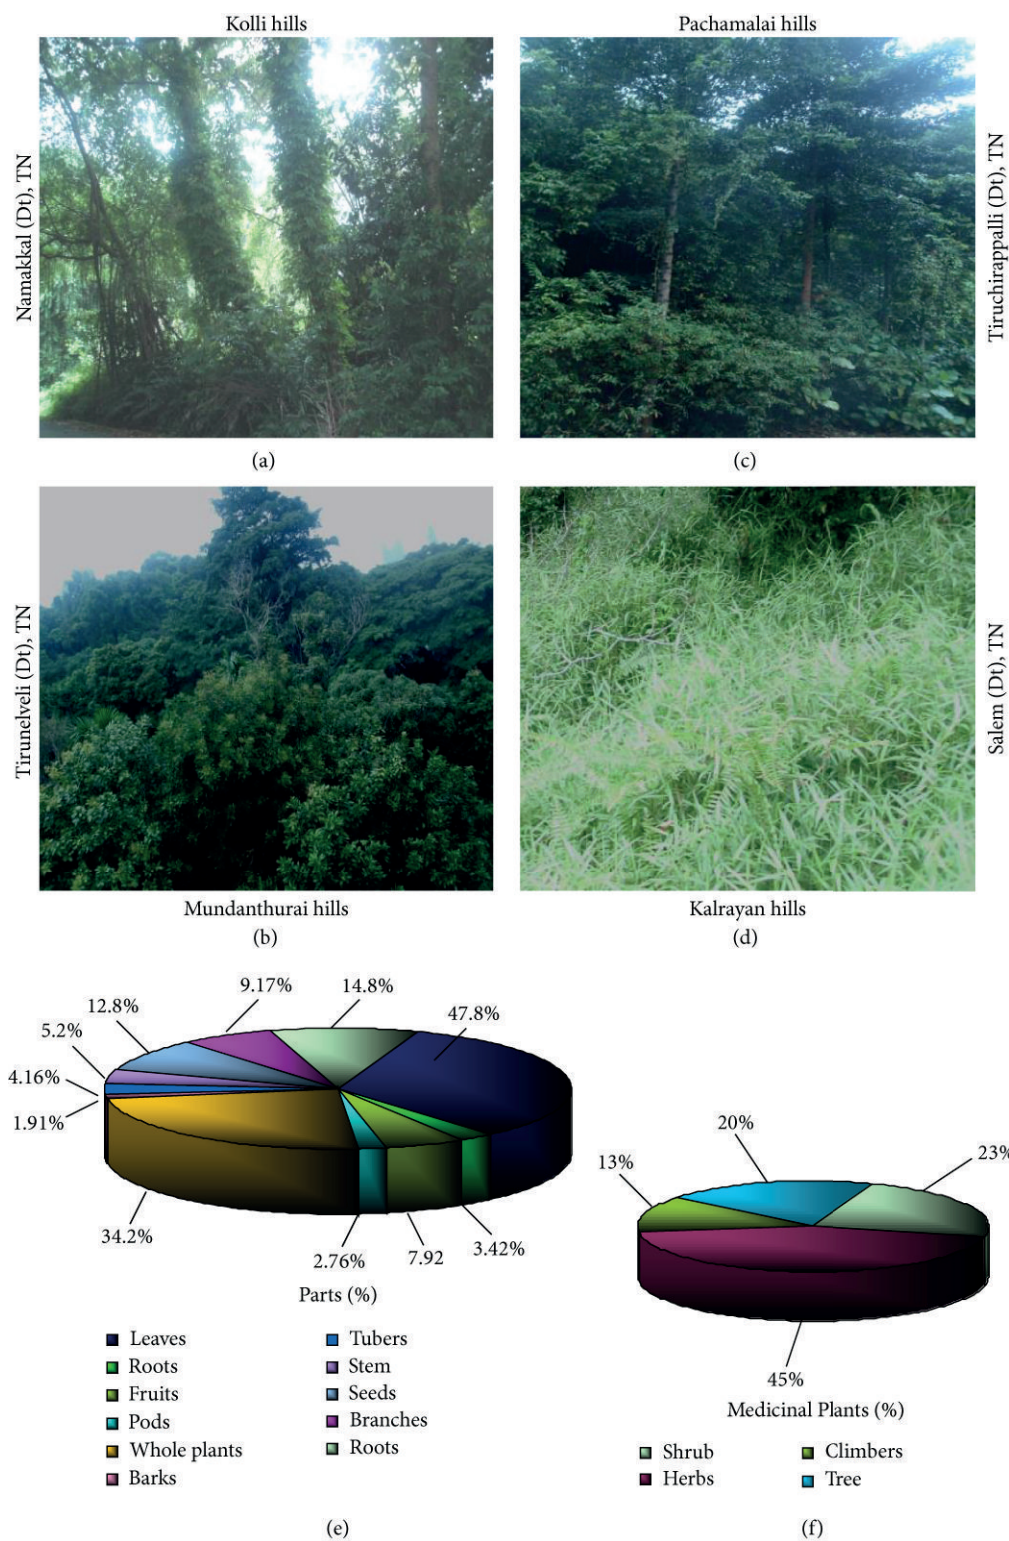 Kolli hills
Pachamalai hills
Namakkal (Dt), TN
Tiruchirappalli (Dt), TN
(a)
(c)
Tirunelveli (Dt), TN
Salem (Dt), TN
Mundanthurai hills
Kalrayan hills
(b)
(d)
9.17%
14.8%
12.8%
47.8%
5.2%
4.16%
1.91%
34.2%
2.76%
7.92
3.42%
Parts (%)
Leaves
Roots
Fruits
Pods
Whole plants
Barks
Tubers
Stem
Seeds
Branches
Roots
(e)
20%
23%
13%
45%
Medicinal Plants (%)
Shrub
Herbs
Climbers
Tree
(f)